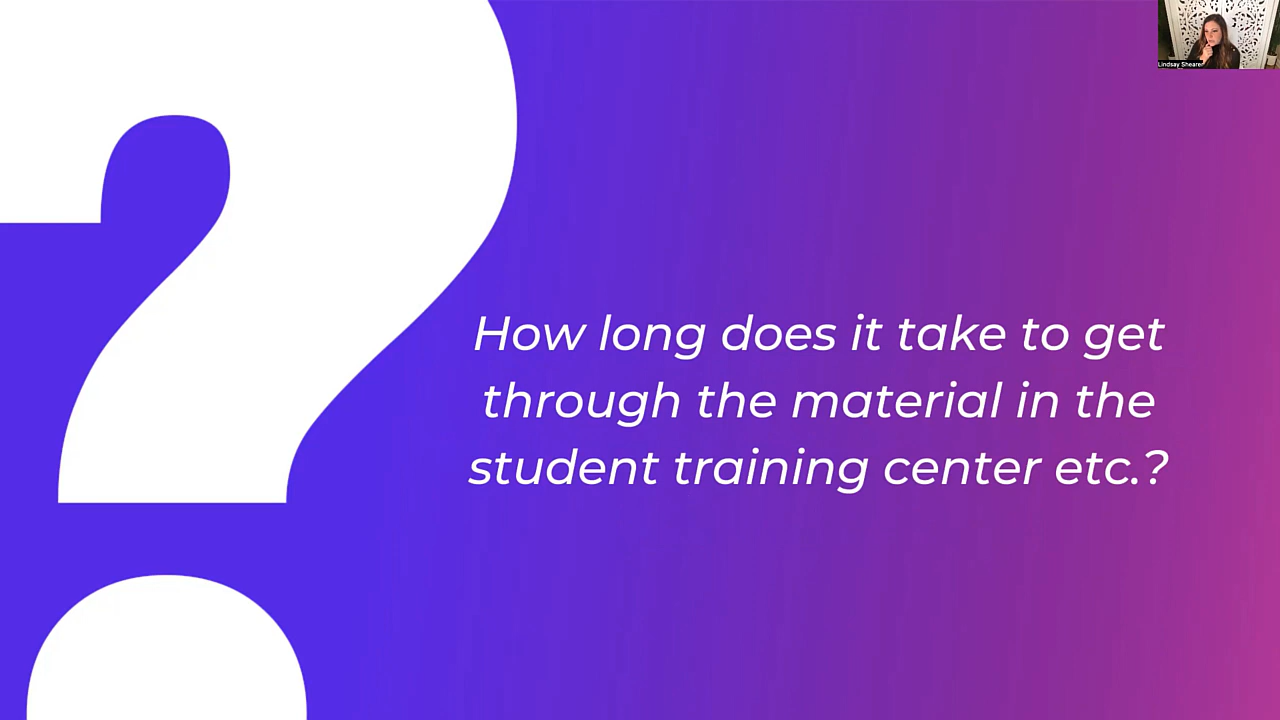 Lindsay Shearer
How long does it take to get
through the material in the
student training center etc.?